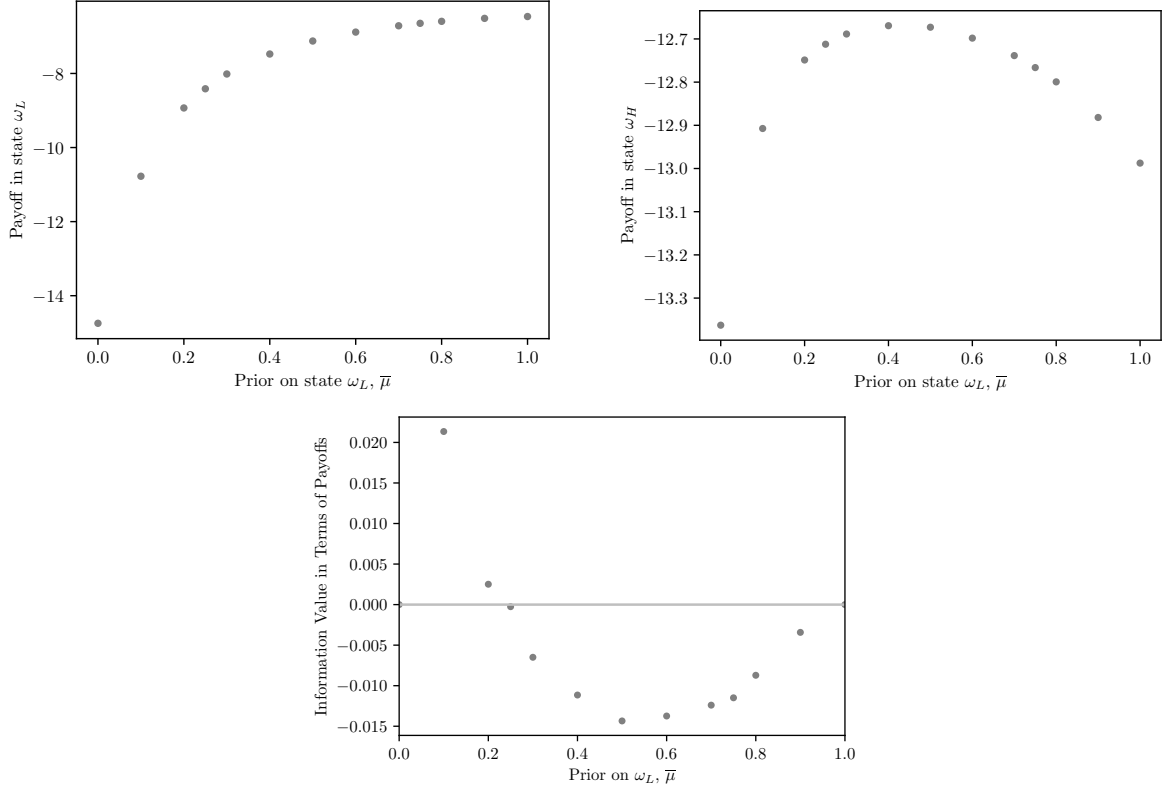 −8
−10
−12
−14
0.0 0.2 0.4 0.6 0.8 1.0
Prior on state ω_L, μ̅
Payoff in state ω_L
−12.7
−12.8
−12.9
−13.0
−13.1
−13.2
−13.3
0.0 0.2 0.4 0.6 0.8 1.0
Prior on state ω_L, μ̅
Payoff in state ω_H
0.020
0.015
0.010
0.005
0.000
−0.005
−0.010
−0.015
0.0 0.2 0.4 0.6 0.8 1.0
Prior on ω_L, μ̅
Information Value in Terms of Payoffs